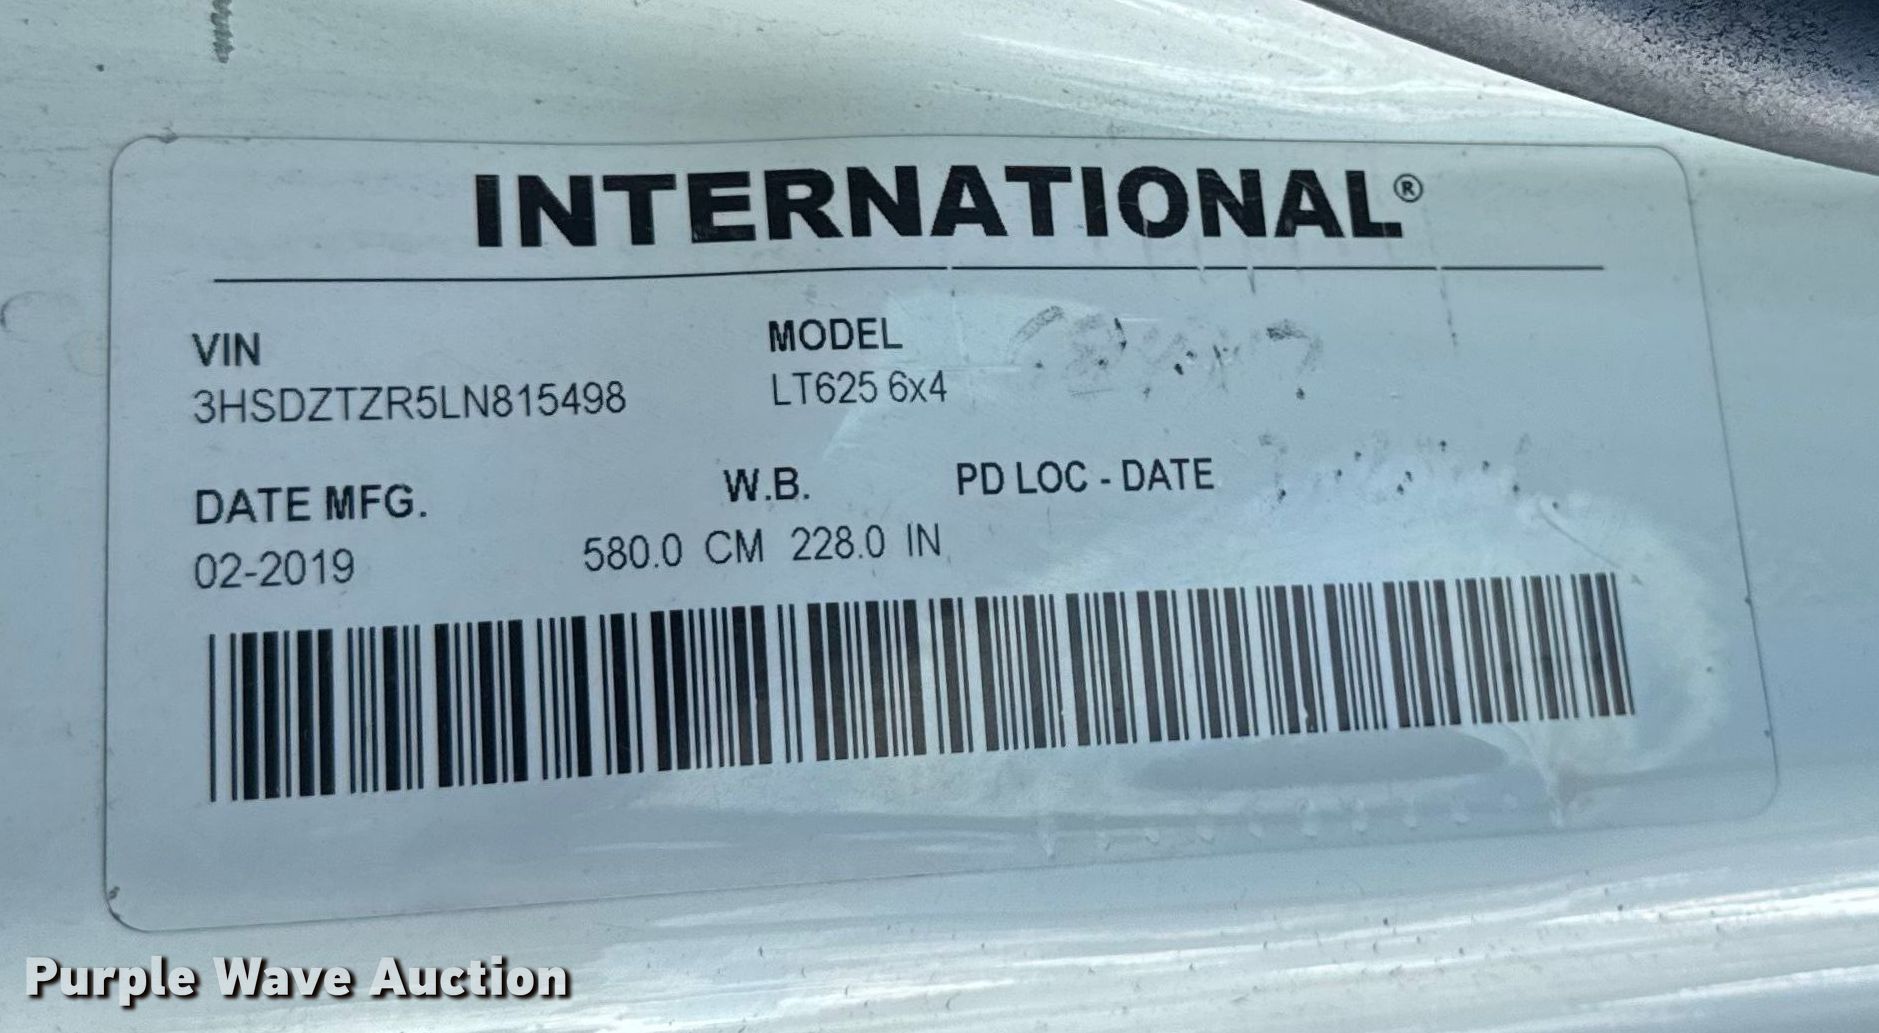 INTERNATIONAL®
VIN
3HSDZTZR5LN815498
MODEL
LT625 6x4
DATE MFG.
02-2019
W.B.
580.0 CM 228.0 IN
PD LOC - DATE
Purple Wave Auction